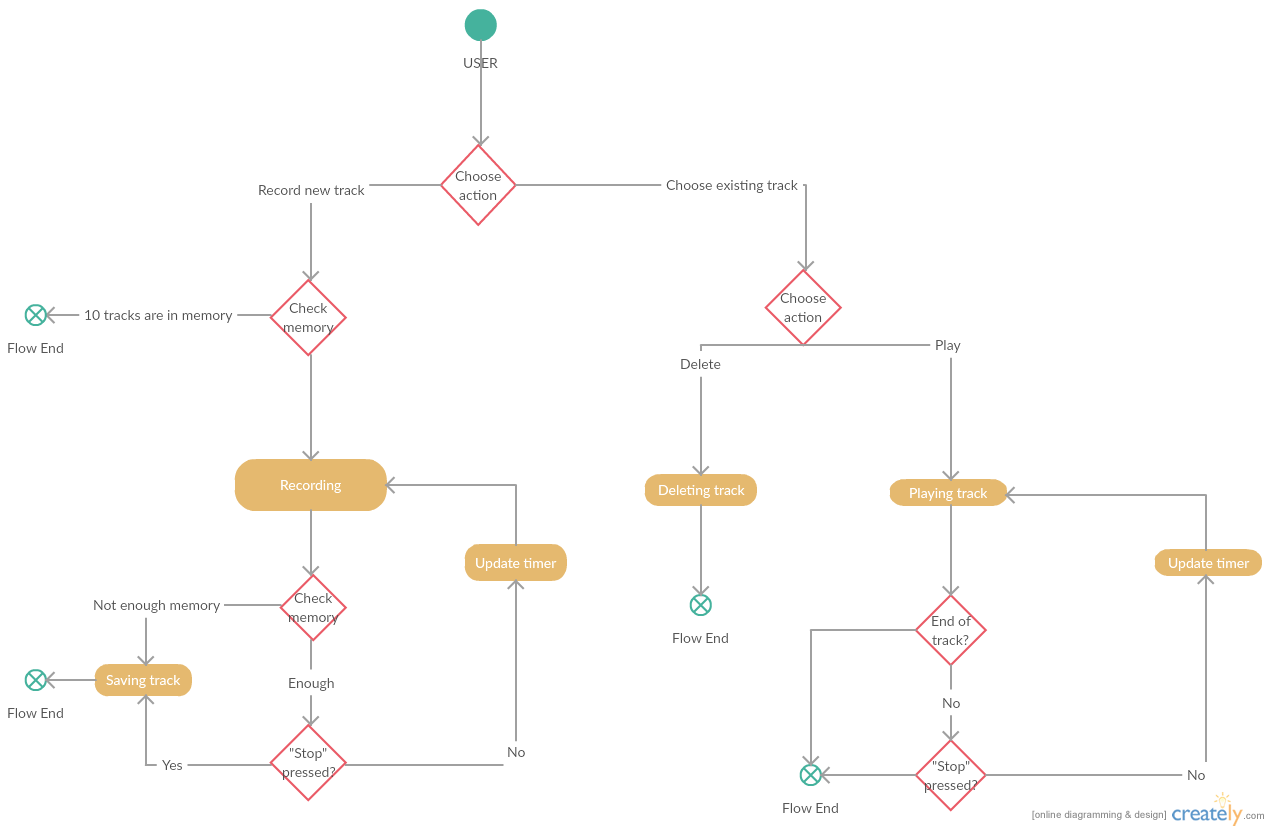 USER
Choose
action
Record new track
Choose existing track
Check
memory
10 tracks are in memory
Flow End
Choose
action
Delete
Play
Recording
Deleting track
Playing track
Update timer
Update timer
Check
memory
Not enough memory
Flow End
End of
track?
Saving track
Flow End
Enough
No
"Stop"
pressed?
Yes
No
"Stop"
pressed?
No
Flow End
[online diagramming & design] creately.com